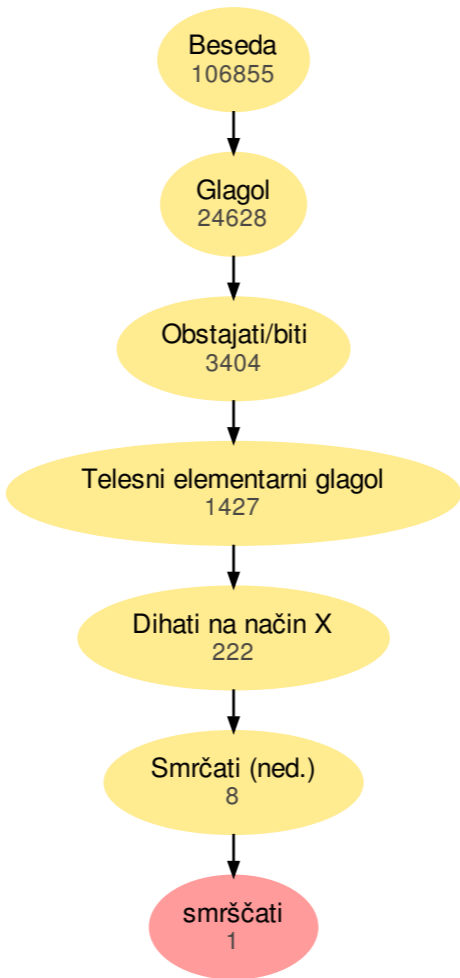 Beseda
106855
Glagol
24628
Obstajati/biti
3404
Telesni elementarni glagol
1427
Dihati na način X
222
Smrčati (ned.)
8
smrščati
1